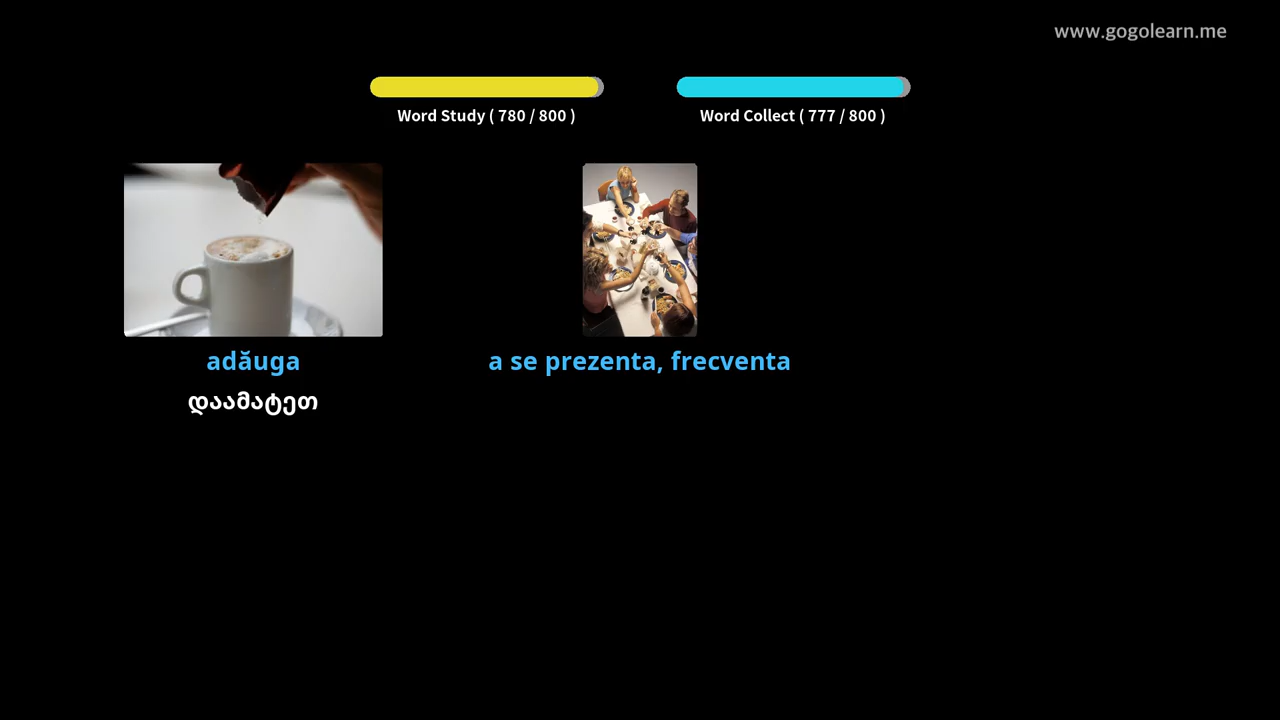 www.gogolearn.me
Word Study ( 780 / 800 )
Word Collect ( 777 / 800 )
adăuga
a se prezenta, frecventa
დაამატეთ